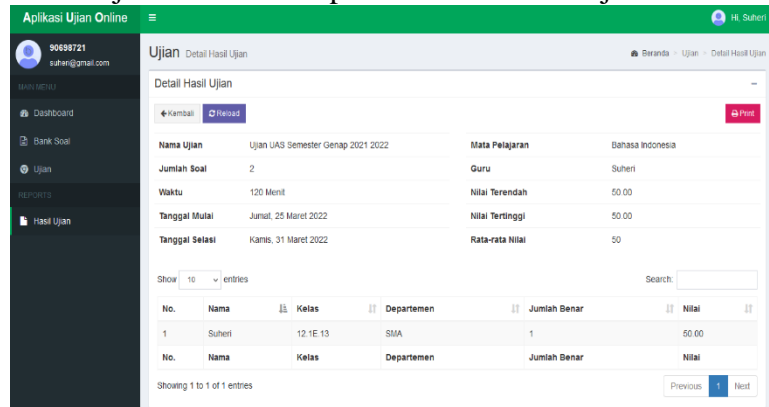 Aplikasi Ujian Online
Hi, Suheri
90698721
suheri@gmail.com
MAIN MENU
Dashboard
Bank Soal
Ujian
REPORTS
Hasil Ujian
Ujian Detail Hasil Ujian
Beranda > Ujian > Detail Hasil Ujian
Detail Hasil Ujian
Kembali Reload Print
Nama Ujian Ujian UAS Semester Genap 2021 2022 Mata Pelajaran Bahasa Indonesia
Jumlah Soal 2 Guru Suheri
Waktu 120 Menit Nilai Terendah 50.00
Tanggal Mulai Jumat, 25 Maret 2022 Nilai Tertinggi 50.00
Tanggal Selasi Kamis, 31 Maret 2022 Rata-rata Nilai 50
Show 10 entries Search:
No. Nama Kelas Departemen Jumlah Benar Nilai
1 Suheri 12.1E.13 SMA 1 50.00
No. Nama Kelas Departemen Jumlah Benar Nilai
Showing 1 to 1 of 1 entries Previous 1 Next